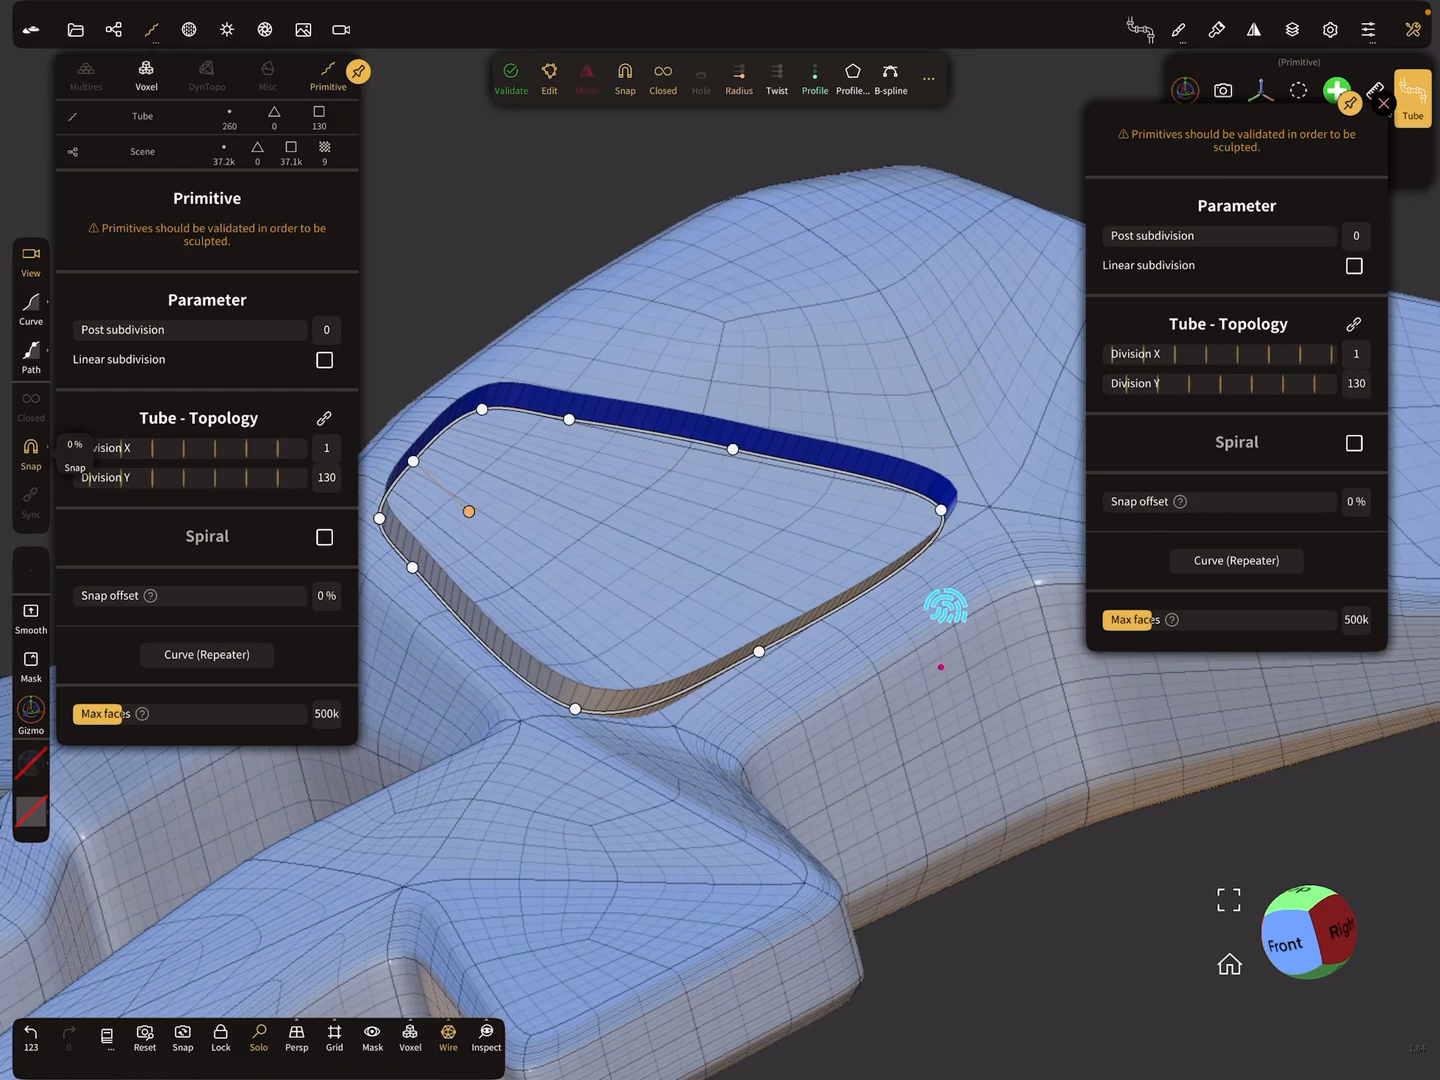 (Primitive)
Multires
Voxel
DynTopo
Misc
Primitive
Tube
260
0
130
Scene
37.2k
0
37.1k
9
Primitive
⚠ Primitives should be validated in order to be
sculpted.
Parameter
Post subdivision
0
Linear subdivision
Tube - Topology
vision X
1
Division Y
130
Spiral
Snap offset ?
0 %
Curve (Repeater)
Max faces ?
500k
View
Curve
Path
Closed
Snap
Sync
0 %
Snap
Smooth
Mask
Gizmo
Validate
Edit
Mirror
Snap
Closed
Hole
Radius
Twist
Profile
Profile...
B-spline
...
Tube
⚠ Primitives should be validated in order to be
sculpted.
Parameter
Post subdivision
0
Linear subdivision
Tube - Topology
Division X
1
Division Y
130
Spiral
Snap offset ?
0 %
Curve (Repeater)
Max faces ?
500k
Front
Right
1.84
123
0
...
Reset
Snap
Lock
Solo
Persp
Grid
Mask
Voxel
Wire
Inspect